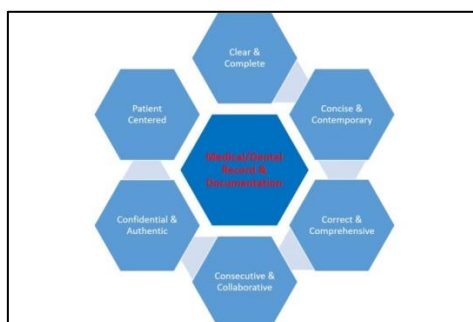 Clear &
Complete
Patient
Centered
Concise &
Contemporary
Medical/Dental
Record &
Documentation
Confidential &
Authentic
Correct &
Comprehensive
Consecutive &
Collaborative